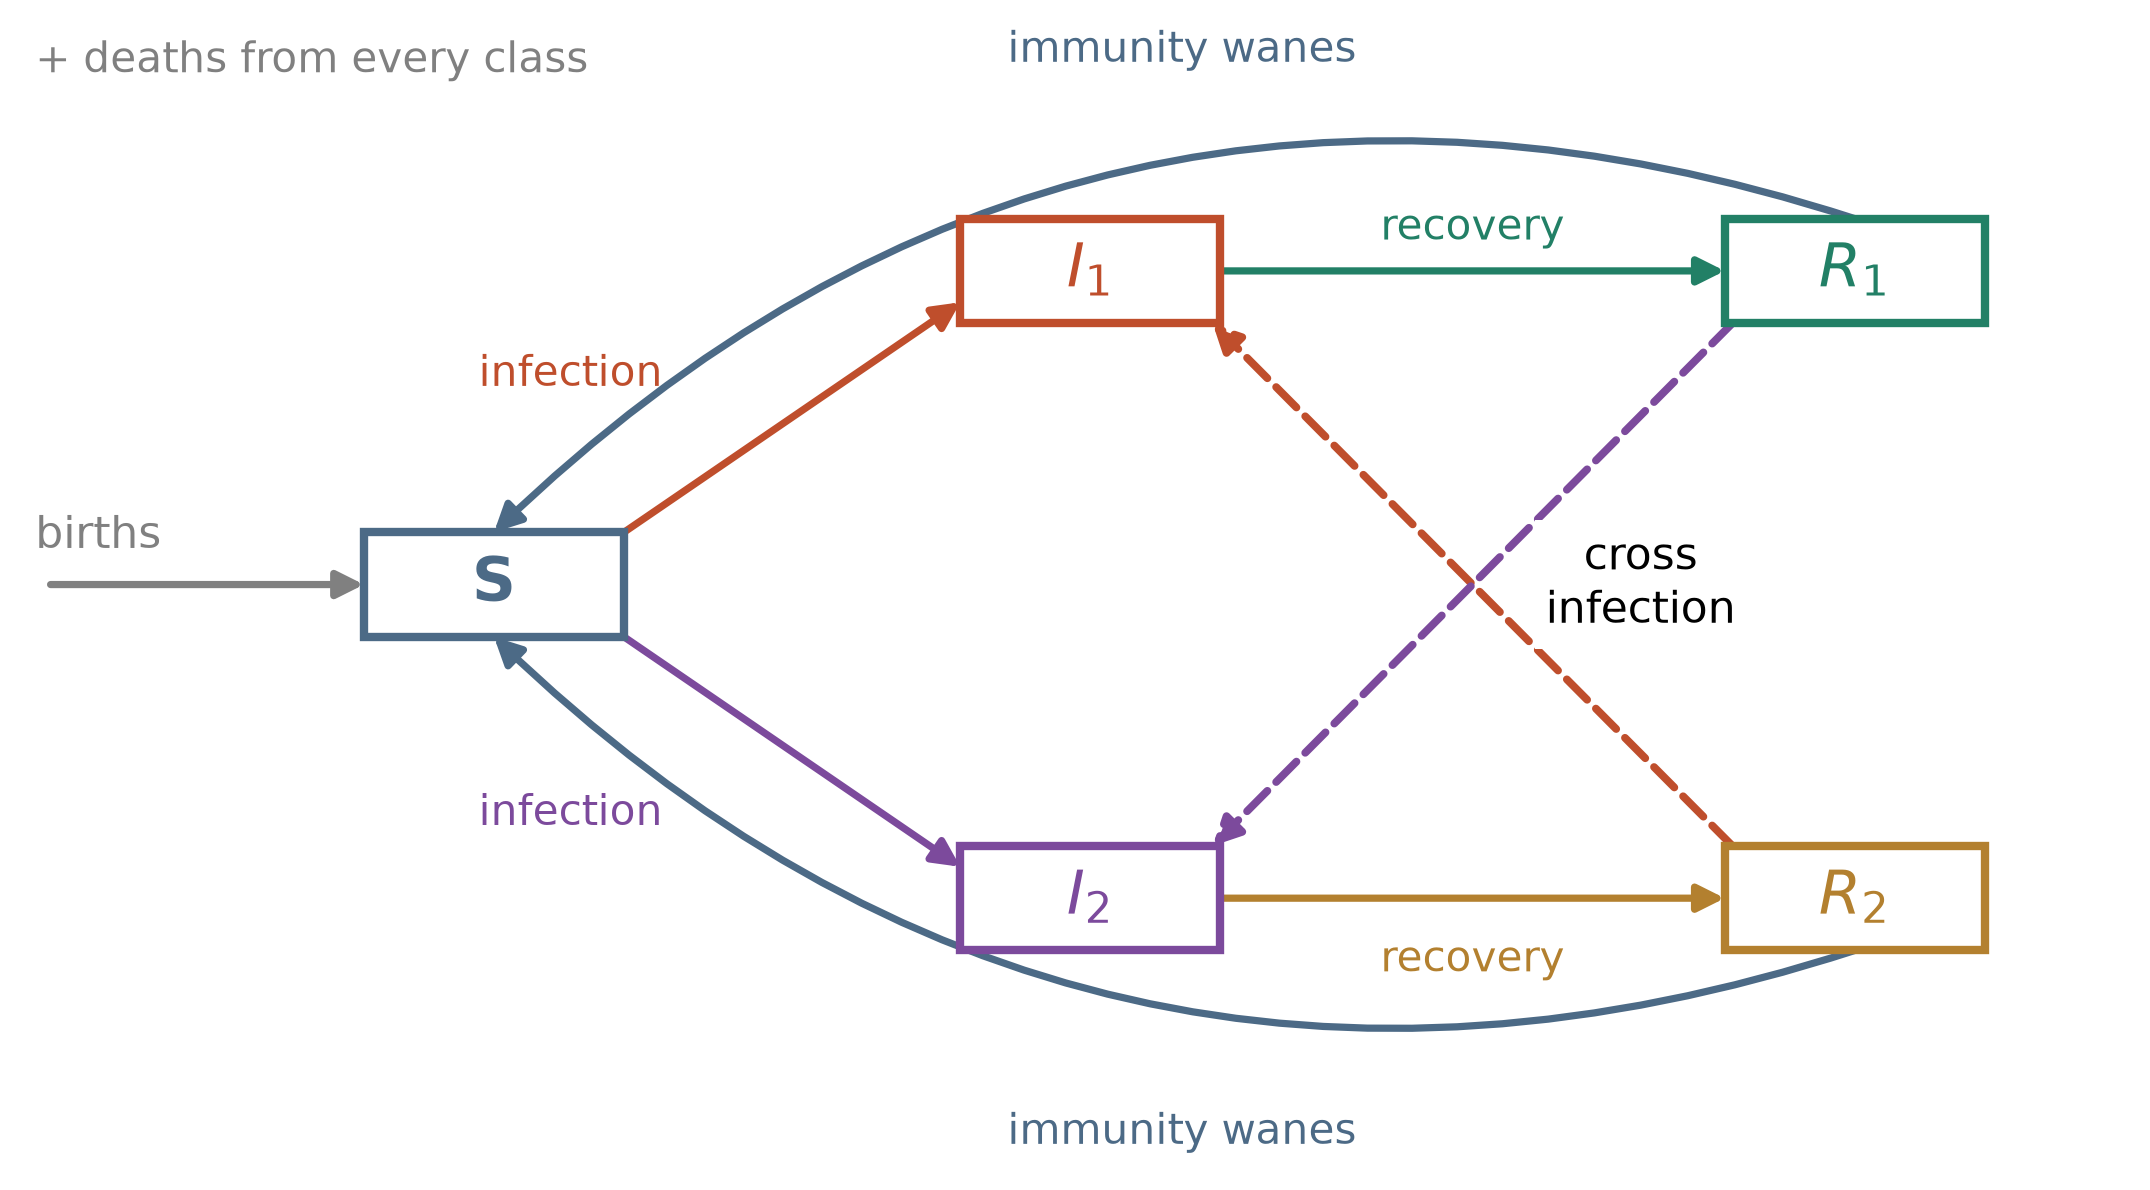 + deaths from every class
immunity wanes
I₁
recovery
R₁
infection
births
S
cross
infection
infection
I₂
R₂
recovery
immunity wanes